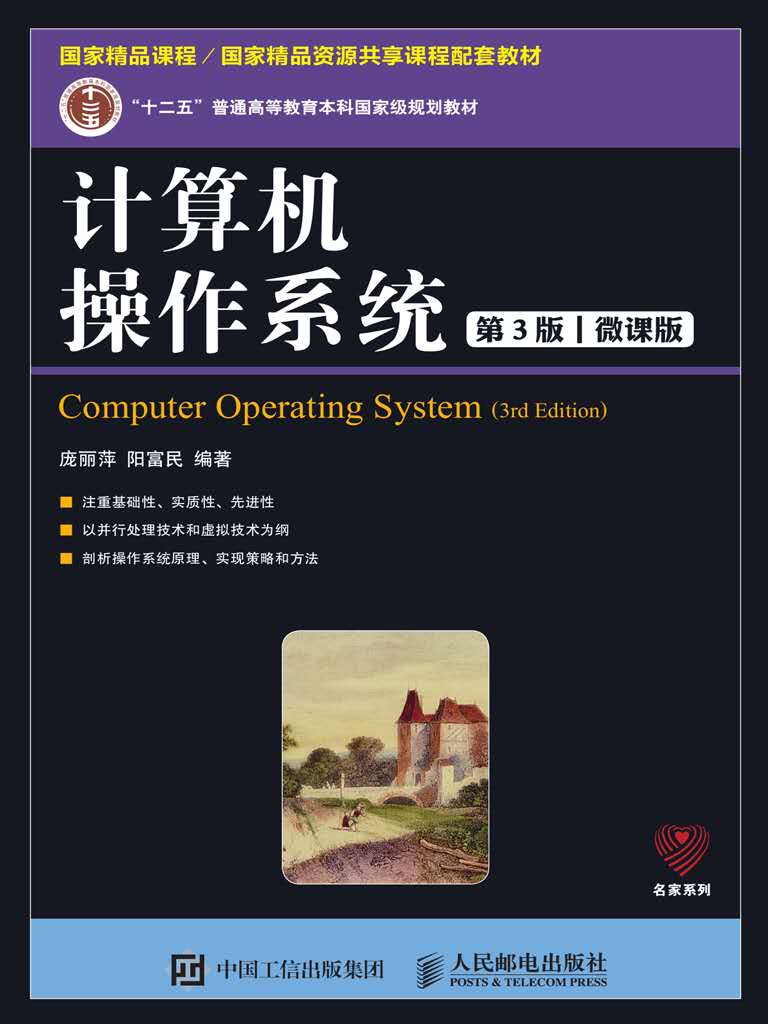 国家精品课程/国家精品资源共享课程配套教材
“十二五”普通高等教育本科国家级规划教材
计算机
操作系统 第3版|微课版
Computer Operating System (3rd Edition)
庞丽萍 阳富民 编著
■ 注重基础性、实质性、先进性
■ 以并行处理技术和虚拟技术为纲
■ 剖析操作系统原理、实现策略和方法
名家系列
中国工信出版集团 人民邮电出版社
POSTS & TELECOM PRESS